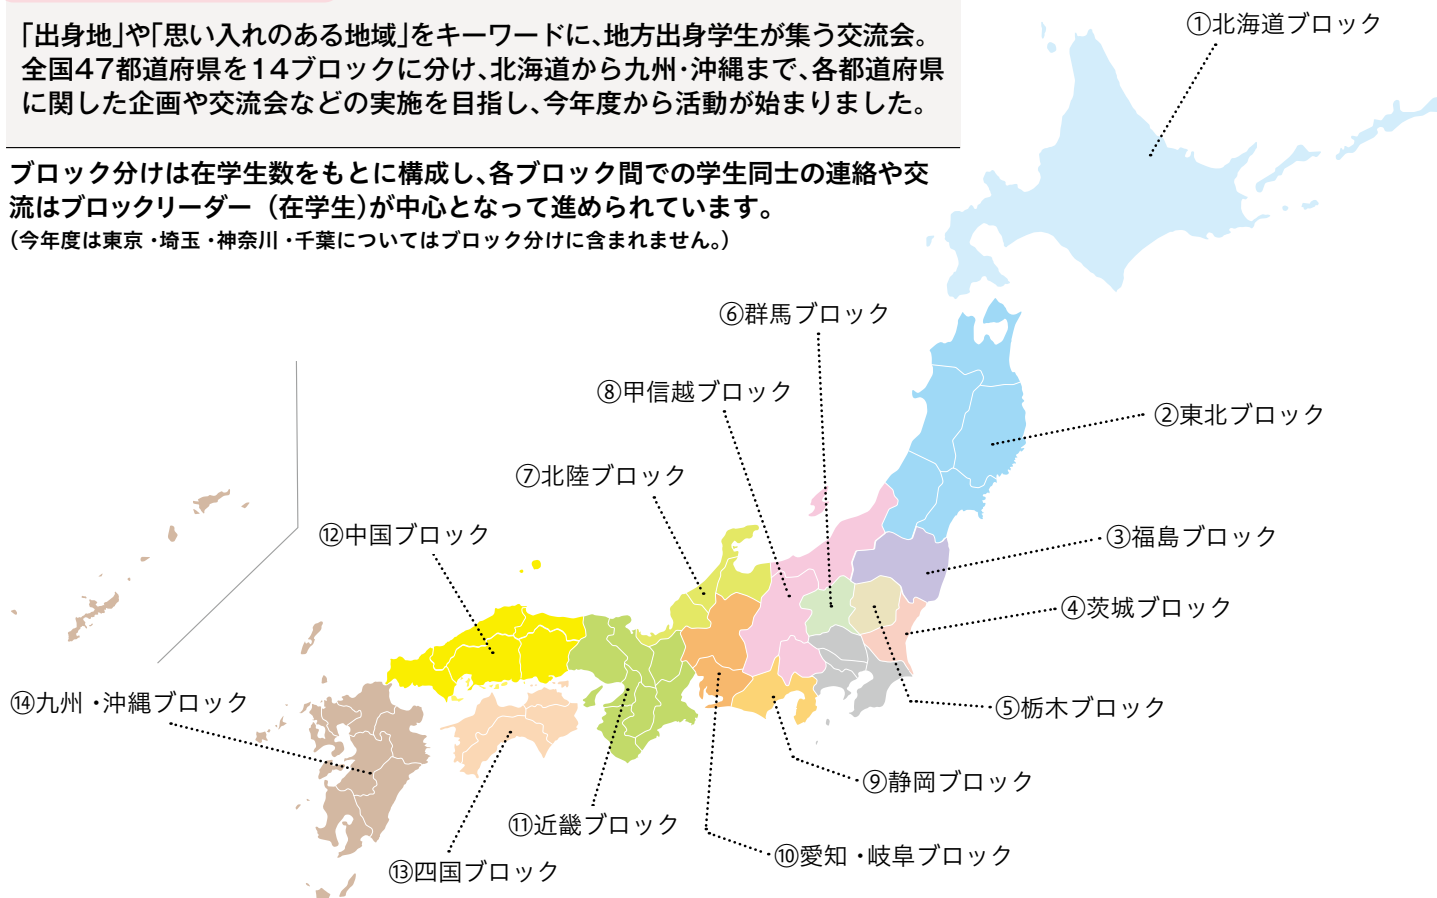 「出身地」や「思い入れのある地域」をキーワードに、地方出身学生が集う交流会。
全国47都道府県を14ブロックに分け、北海道から九州・沖縄まで、各都道府県
に関した企画や交流会などの実施を目指し、今年度から活動が始まりました。
ブロック分けは在学生数をもとに構成し、各ブロック間での学生同士の連絡や交
流はブロックリーダー（在学生）が中心となって進められています。
（今年度は東京・埼玉・神奈川・千葉についてはブロック分けに含まれません。）
①北海道ブロック
⑥群馬ブロック
⑧甲信越ブロック
②東北ブロック
⑦北陸ブロック
⑫中国ブロック
③福島ブロック
④茨城ブロック
⑭九州・沖縄ブロック
⑤栃木ブロック
⑨静岡ブロック
⑪近畿ブロック
⑩愛知・岐阜ブロック
⑬四国ブロック